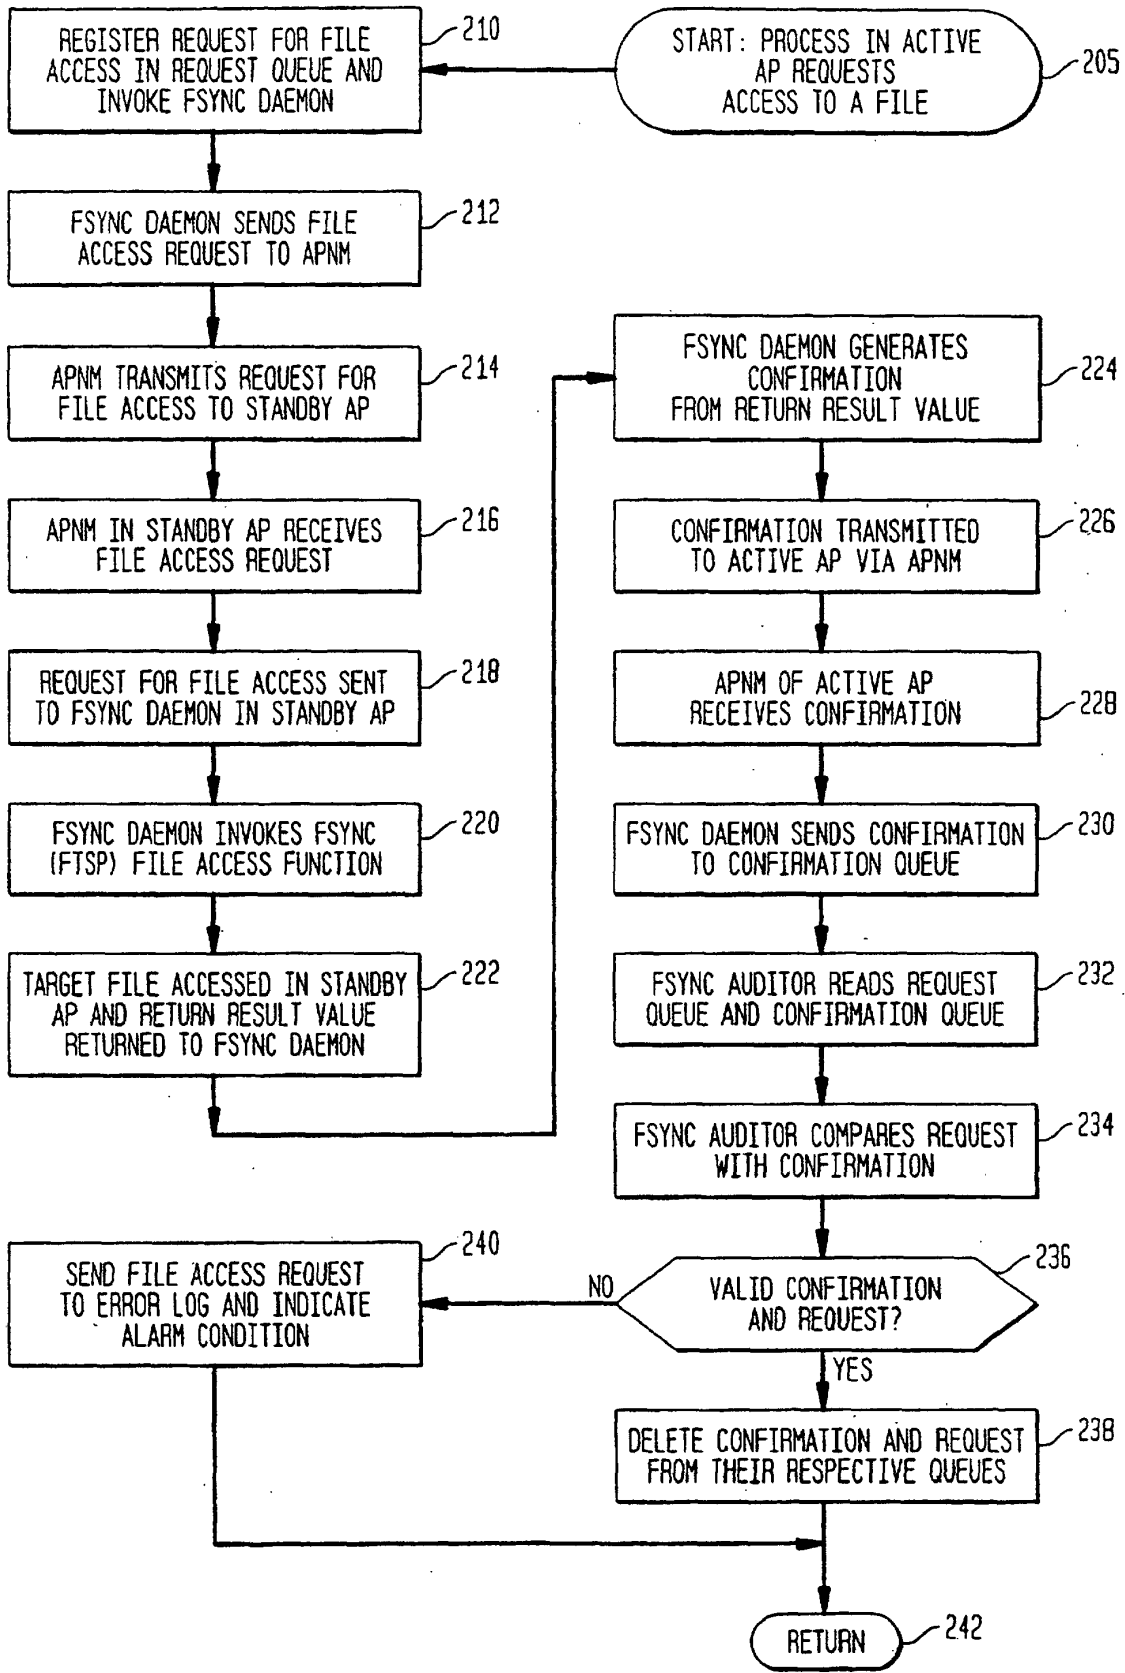 START: PROCESS IN ACTIVE
AP REQUESTS
ACCESS TO A FILE
205
REGISTER REQUEST FOR FILE
ACCESS IN REQUEST QUEUE AND
INVOKE FSYNC DAEMON
210
FSYNC DAEMON SENDS FILE
ACCESS REQUEST TO APNM
212
APNM TRANSMITS REQUEST FOR
FILE ACCESS TO STANDBY AP
214
APNM IN STANDBY AP RECEIVES
FILE ACCESS REQUEST
216
REQUEST FOR FILE ACCESS SENT
TO FSYNC DAEMON IN STANDBY AP
218
FSYNC DAEMON INVOKES FSYNC
(FTSP) FILE ACCESS FUNCTION
220
TARGET FILE ACCESSED IN STANDBY
AP AND RETURN RESULT VALUE
RETURNED TO FSYNC DAEMON
222
FSYNC DAEMON GENERATES
CONFIRMATION
FROM RETURN RESULT VALUE
224
CONFIRMATION TRANSMITTED
TO ACTIVE AP VIA APNM
226
APNM OF ACTIVE AP
RECEIVES CONFIRMATION
228
FSYNC DAEMON SENDS CONFIRMATION
TO CONFIRMATION QUEUE
230
FSYNC AUDITOR READS REQUEST
QUEUE AND CONFIRMATION QUEUE
232
FSYNC AUDITOR COMPARES REQUEST
WITH CONFIRMATION
234
VALID CONFIRMATION
AND REQUEST?
236
NO
YES
SEND FILE ACCESS REQUEST
TO ERROR LOG AND INDICATE
ALARM CONDITION
240
DELETE CONFIRMATION AND REQUEST
FROM THEIR RESPECTIVE QUEUES
238
RETURN
242